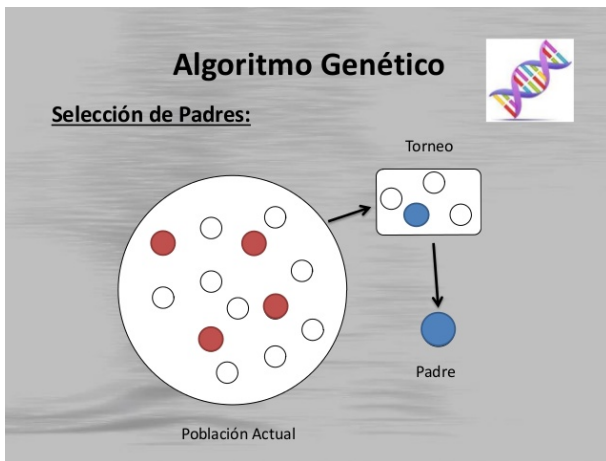 Algoritmo Genético
Selección de Padres:
Torneo
Padre
Población Actual